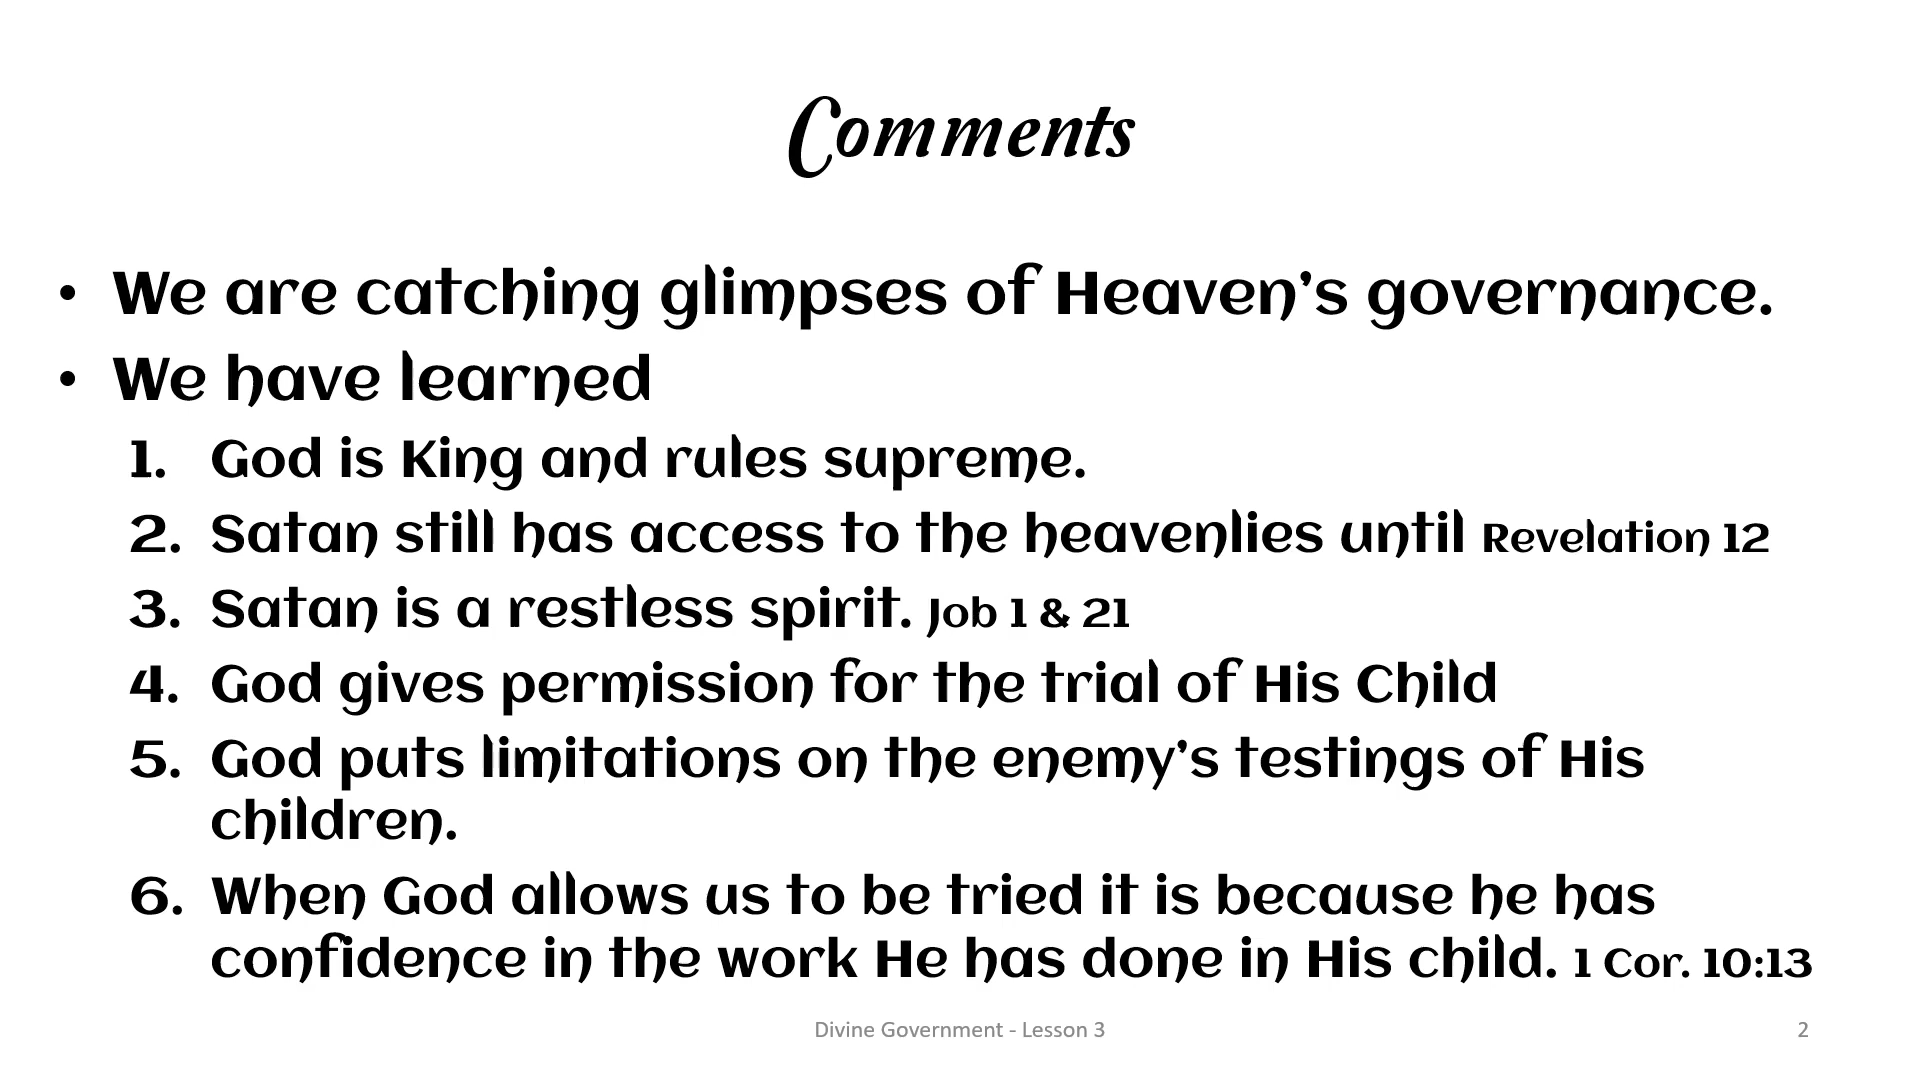 Comments
• We are catching glimpses of Heaven’s governance.
• We have learned
1. God is King and rules supreme.
2. Satan still has access to the heavenlies until Revelation 12
3. Satan is a restless spirit. Job 1 & 21
4. God gives permission for the trial of His Child
5. God puts limitations on the enemy’s testings of His
children.
6. When God allows us to be tried it is because he has
confidence in the work He has done in His child. 1 Cor. 10:13
Divine Government - Lesson 3
2